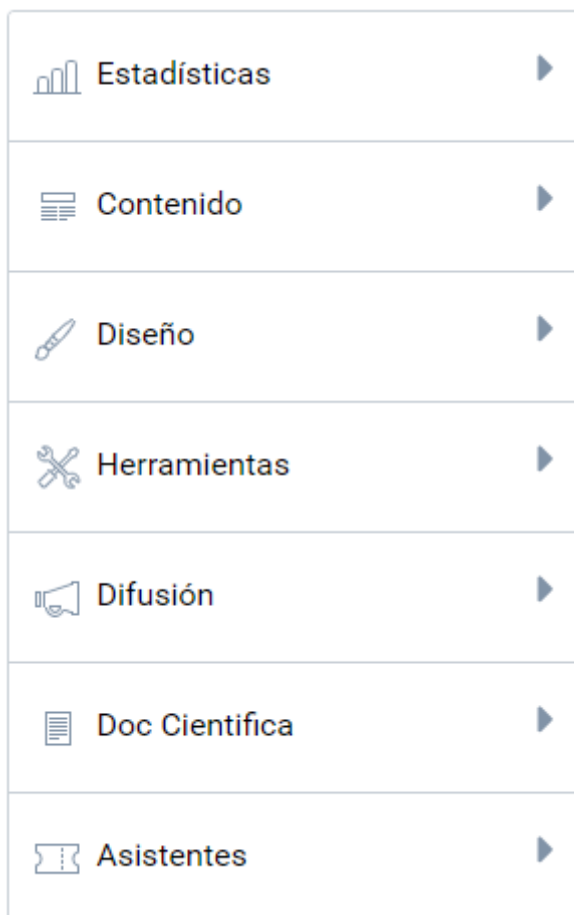 Estadísticas
Contenido
Diseño
Herramientas
Difusión
Doc Cientifica
Asistentes